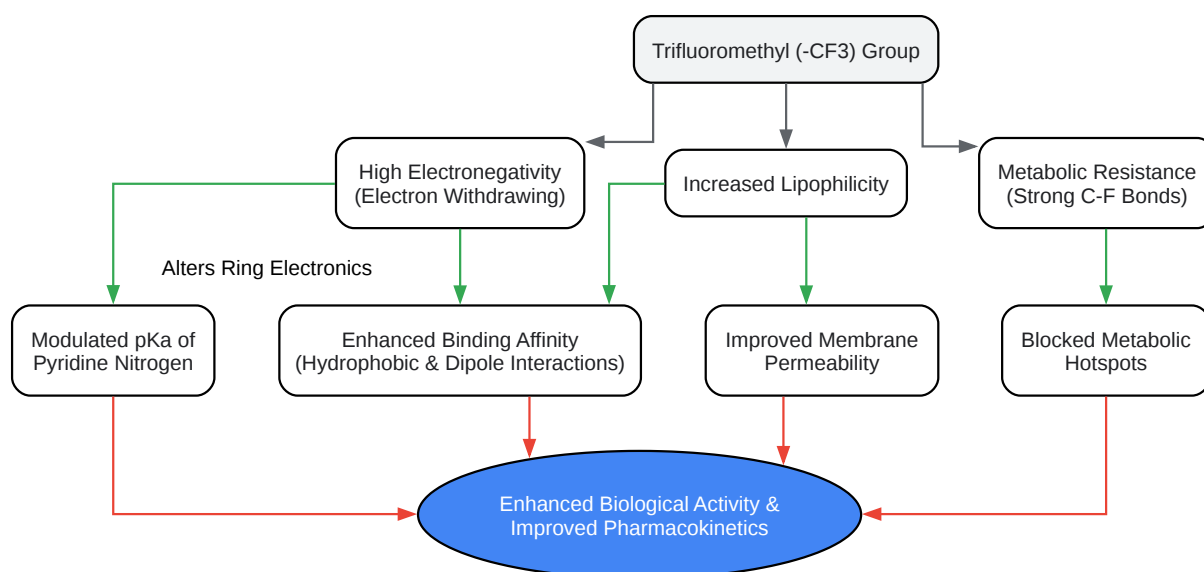 Trifluoromethyl (-CF3) Group
High Electronegativity
(Electron Withdrawing)
Increased Lipophilicity
Metabolic Resistance
(Strong C-F Bonds)
Alters Ring Electronics
Modulated pKa of
Pyridine Nitrogen
Enhanced Binding Affinity
(Hydrophobic & Dipole Interactions)
Improved Membrane
Permeability
Blocked Metabolic
Hotspots
Enhanced Biological Activity &
Improved Pharmacokinetics